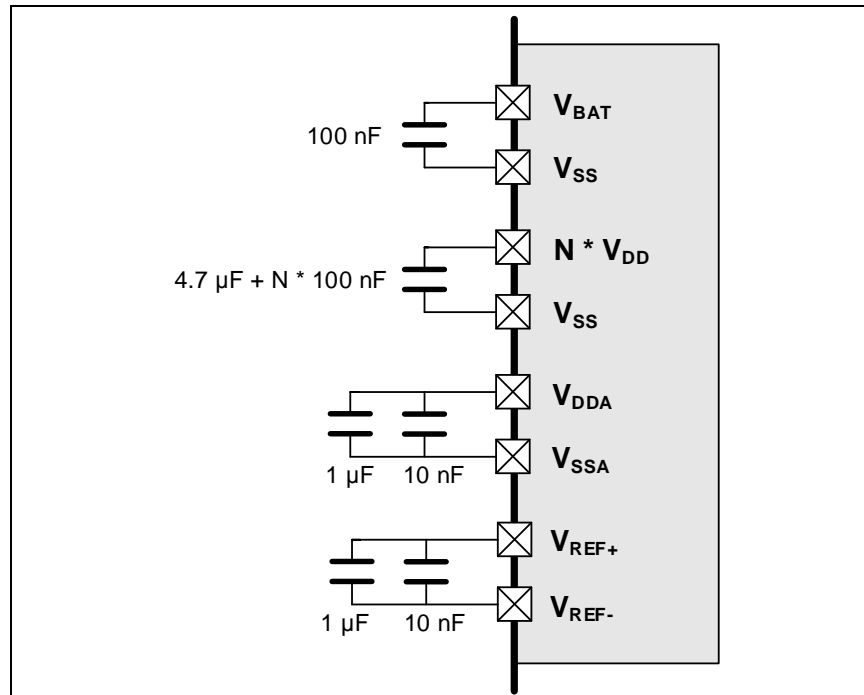 V_BAT
100 nF
V_SS
N * V_DD
4.7 µF + N * 100 nF
V_SS
V_DDA
V_SSA
1 µF 10 nF
V_REF+
V_REF-
1 µF 10 nF